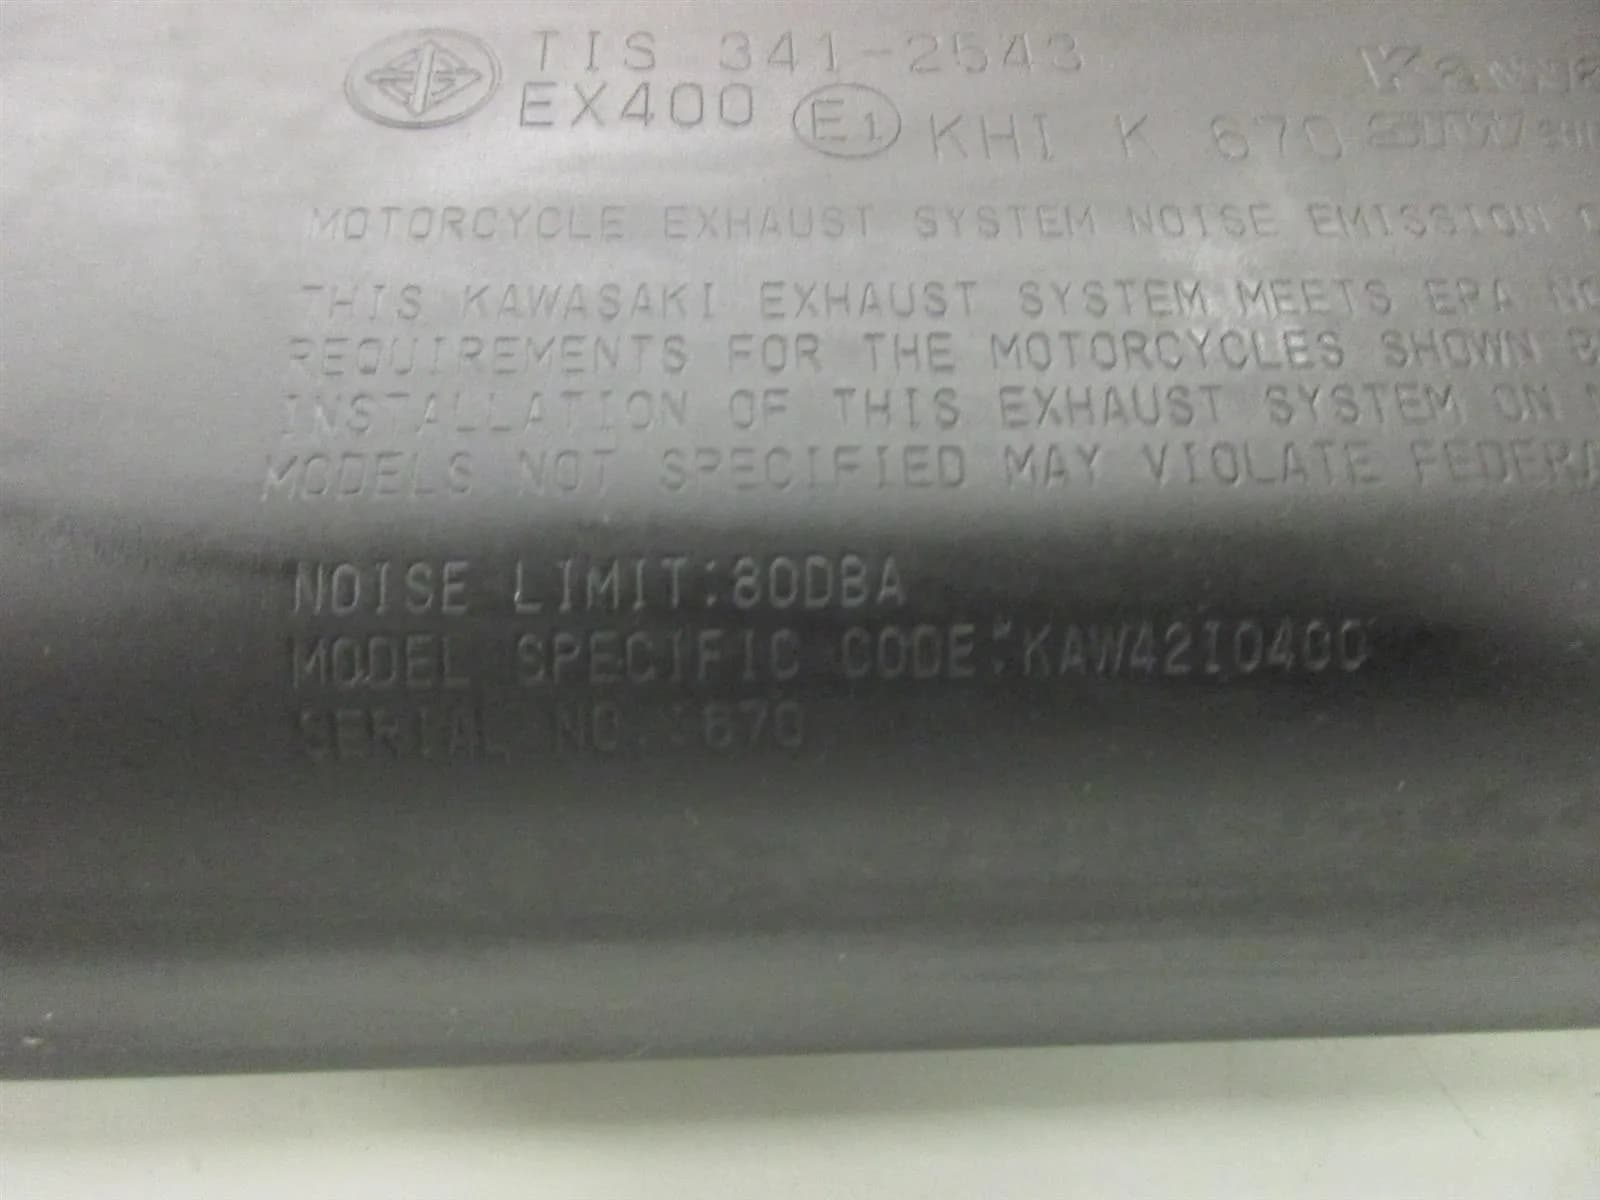 TIS 341-2543
EX400 E1 KHI K 670
MOTORCYCLE EXHAUST SYSTEM NOISE EMISSION
THIS KAWASAKI EXHAUST SYSTEM MEETS EPA
REQUIREMENTS FOR THE MOTORCYCLES SHOWN
INSTALLATION OF THIS EXHAUST SYSTEM ON
MODELS NOT SPECIFIED MAY VIOLATE FEDERA
NOISE LIMIT:80DBA
MODEL SPECIFIC CODE:KAW42I0400
SERIAL NO.:670